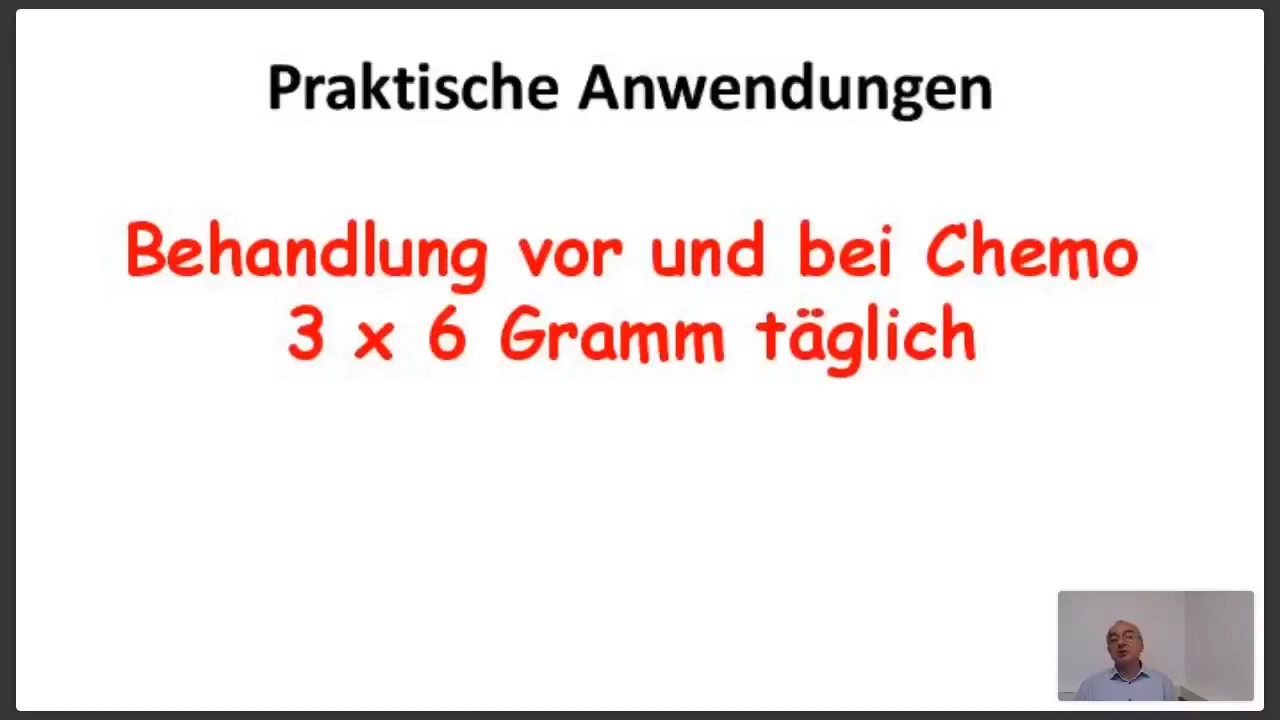 Praktische Anwendungen
Behandlung vor und bei Chemo
3 x 6 Gramm täglich